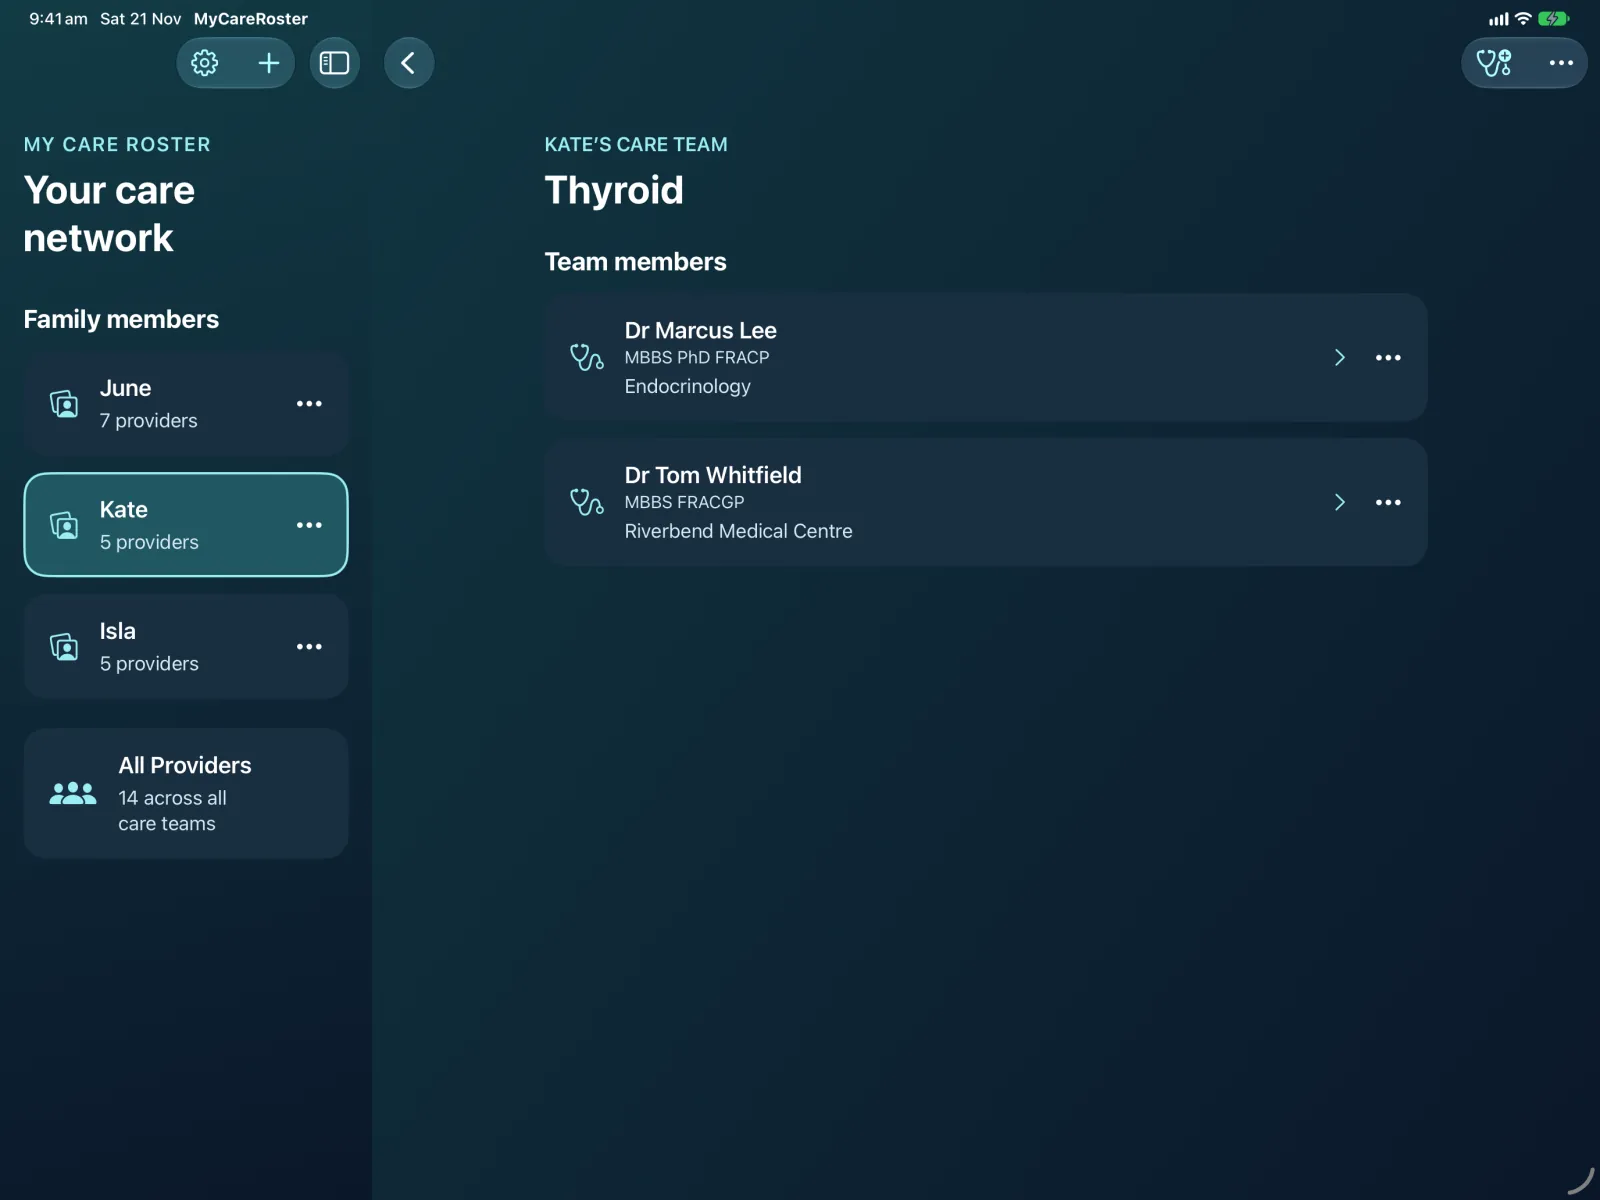 9:41 am Sat 21 Nov MyCareRoster
MY CARE ROSTER
Your care
network
Family members
June
7 providers
Kate
5 providers
Isla
5 providers
All Providers
14 across all
care teams
KATE’S CARE TEAM
Thyroid
Team members
Dr Marcus Lee
MBBS PhD FRACP
Endocrinology
Dr Tom Whitfield
MBBS FRACGP
Riverbend Medical Centre